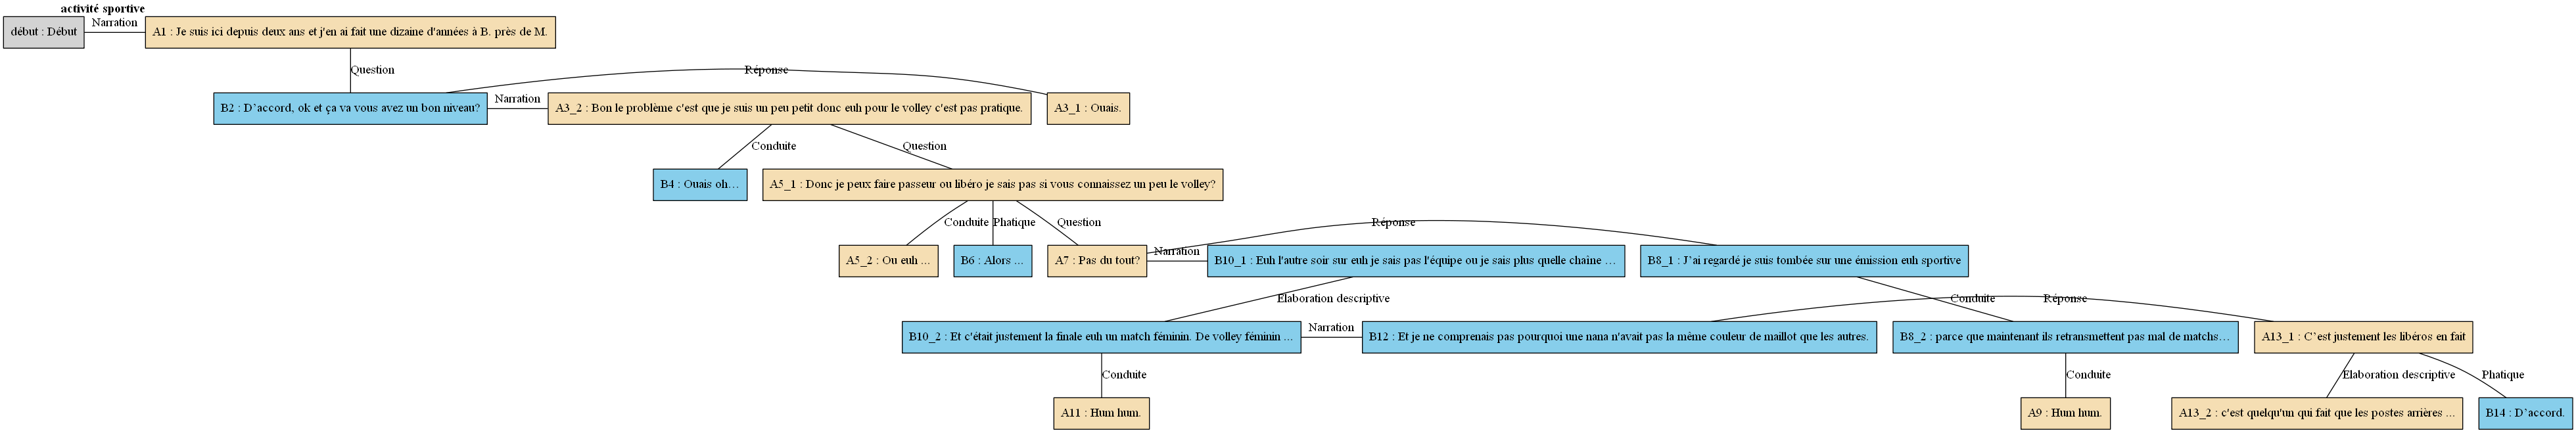 activité sportive
début : Début
Narration
A1 : Je suis ici depuis deux ans et j'en ai fait une dizaine d'années à B. près de M.
Question
Réponse
B2 : D’accord, ok et ça va vous avez un bon niveau?
Narration
A3_2 : Bon le problème c'est que je suis un peu petit donc euh pour le volley c'est pas pratique.
A3_1 : Ouais.
Conduite
Question
B4 : Ouais oh…
A5_1 : Donc je peux faire passeur ou libéro je sais pas si vous connaissez un peu le volley?
Conduite
Phatique
Question
Réponse
A5_2 : Ou euh ...
B6 : Alors ...
A7 : Pas du tout?
Narration
B10_1 : Euh l'autre soir sur euh je sais pas l'équipe ou je sais plus quelle chaîne …
B8_1 : J’ai regardé je suis tombée sur une émission euh sportive
Elaboration descriptive
Conduite
Réponse
B10_2 : Et c'était justement la finale euh un match féminin. De volley féminin ...
Narration
B12 : Et je ne comprenais pas pourquoi une nana n'avait pas la même couleur de maillot que les autres.
B8_2 : parce que maintenant ils retransmettent pas mal de matchs…
A13_1 : C’est justement les libéros en fait
Conduite
Conduite
Elaboration descriptive
Phatique
A11 : Hum hum.
A9 : Hum hum.
A13_2 : c'est quelqu'un qui fait que les postes arrières ...
B14 : D’accord.